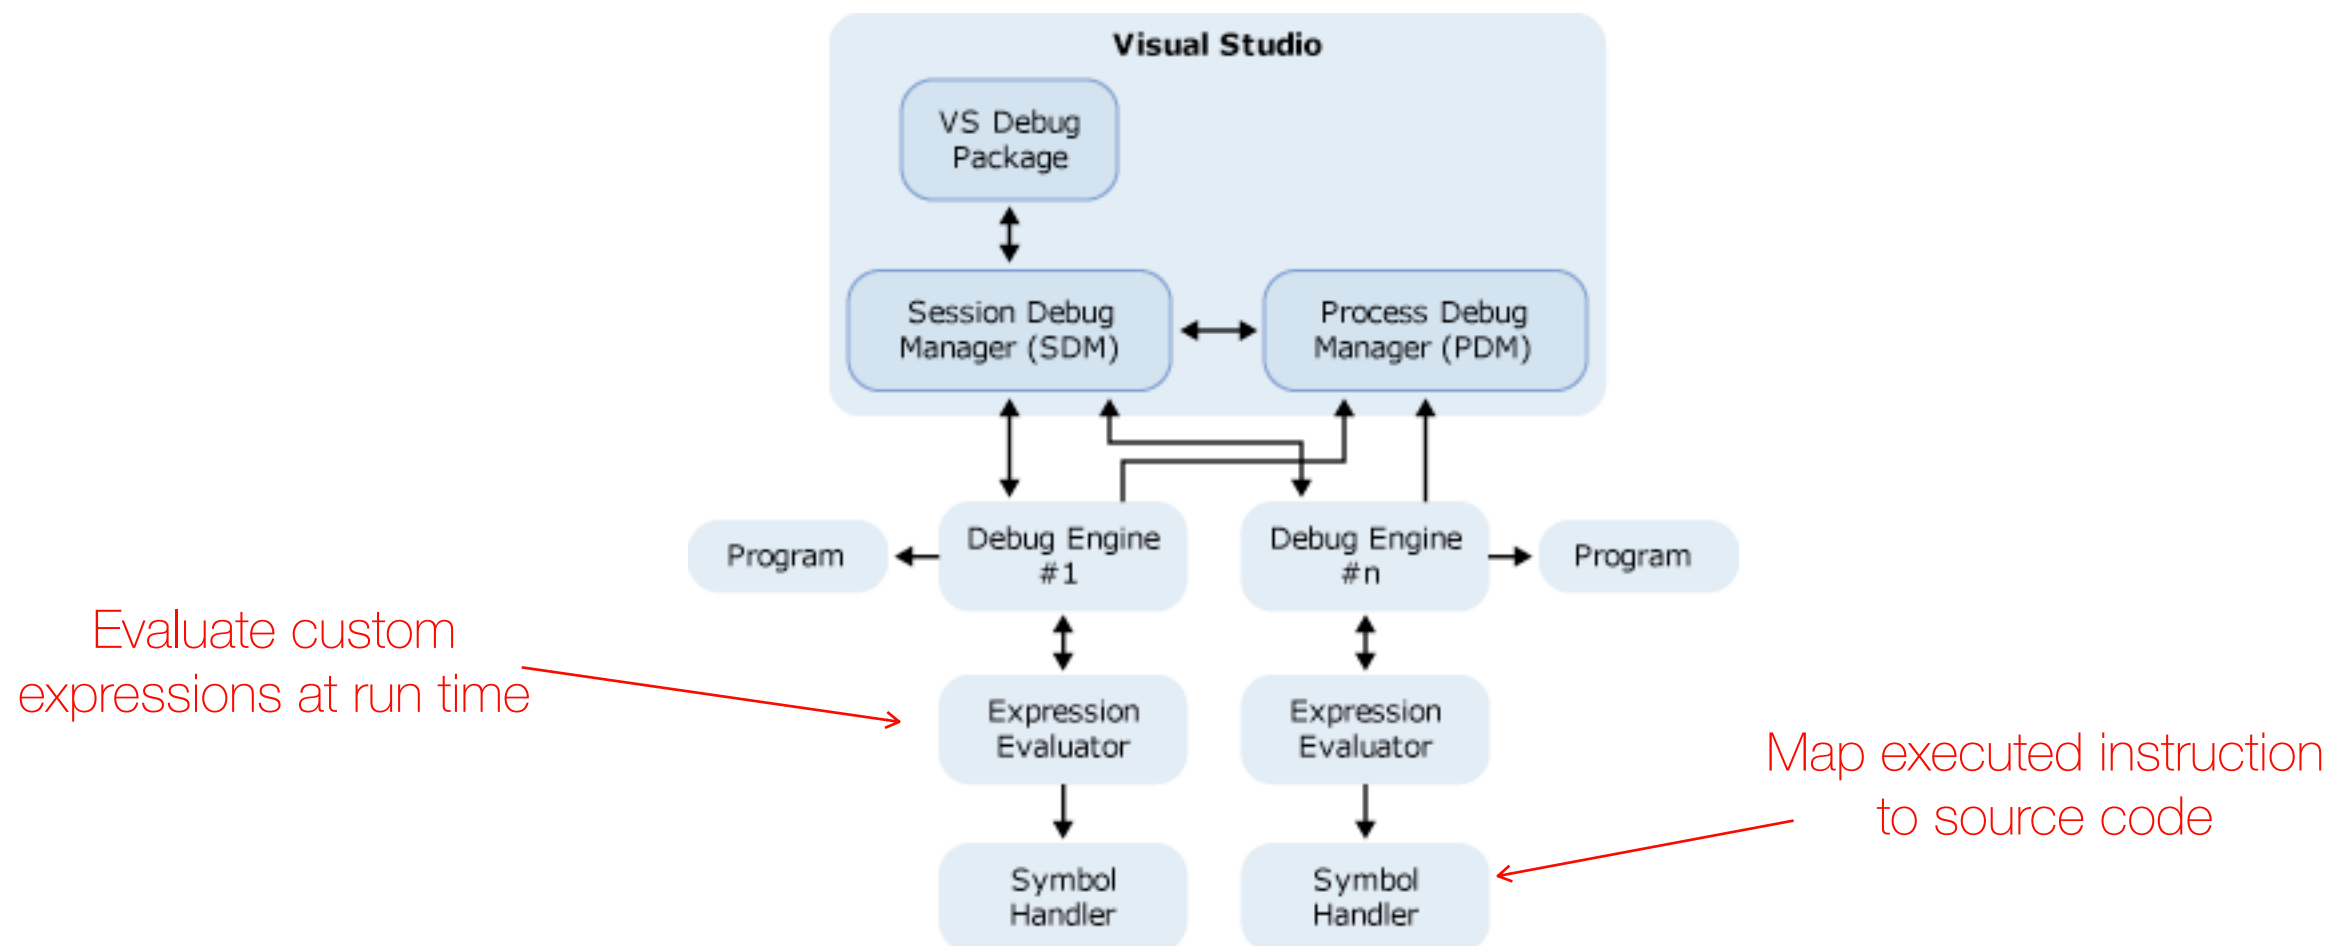 Visual Studio
VS Debug
Package
Session Debug
Manager (SDM)
Process Debug
Manager (PDM)
Program
Debug Engine
#1
Debug Engine
#n
Program
Evaluate custom
expressions at run time
Expression
Evaluator
Expression
Evaluator
Map executed instruction
to source code
Symbol
Handler
Symbol
Handler